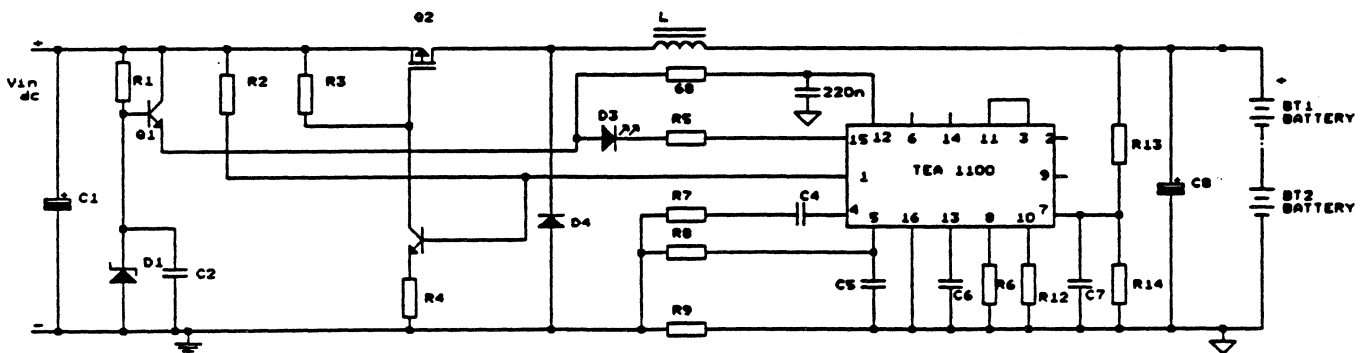 Q2
L
+
Vin
dc
R1
R2
R3
Q1
68
220n
D3
R5
15 12 6 14 11 3 2
TEA 1100
1
9
4
5 16 13 8 10 7
R13
+
BT1
BATTERY
BT2
BATTERY
+
C1
+
C8
R7
C4
R8
D4
D1
C2
R4
C5
C6
R6
R12
C7
R14
R9
-